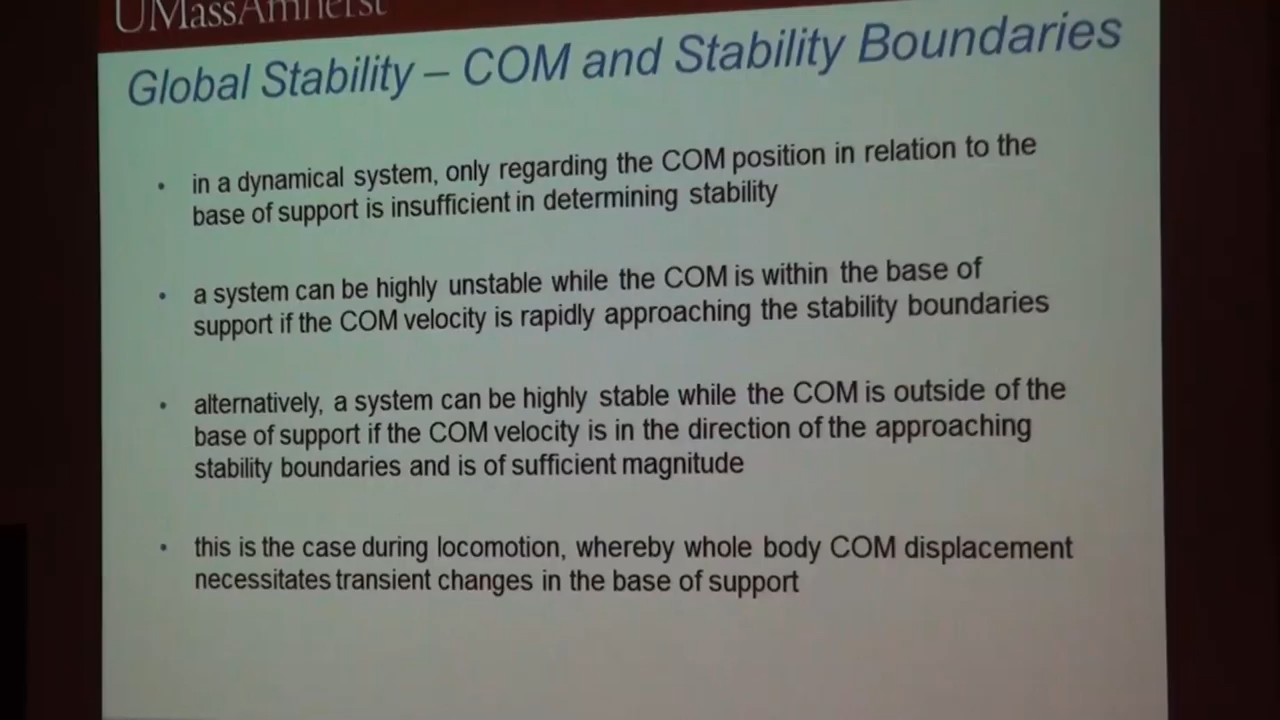 UMassAmherst
Global Stability – COM and Stability Boundaries
• in a dynamical system, only regarding the COM position in relation to the
base of support is insufficient in determining stability
• a system can be highly unstable while the COM is within the base of
support if the COM velocity is rapidly approaching the stability boundaries
• alternatively, a system can be highly stable while the COM is outside of the
base of support if the COM velocity is in the direction of the approaching
stability boundaries and is of sufficient magnitude
• this is the case during locomotion, whereby whole body COM displacement
necessitates transient changes in the base of support